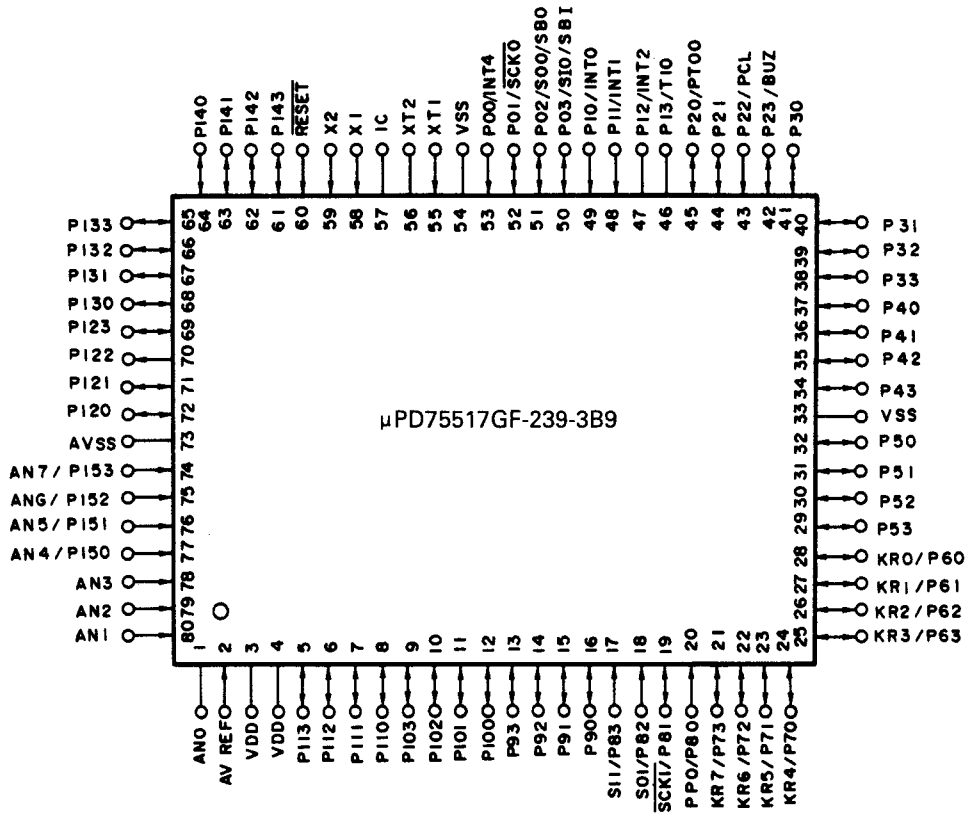 P140
P141
P142
P143
RESET
X2
X1
IC
XT2
XT1
VSS
P00/INT4
P01/SCK0
P02/SO0/SB0
P03/SI0/SBI
P10/INT0
P11/INT1
P12/INT2
P13/TI0
P20/PTO0
P21
P22/PCL
P23/BUZ
P30
65 64 63 62 61 60 59 58 57 56 55 54 53 52 51 50 49 48 47 46 45 44 43 42 41 40
P133
66
P132
67
P131
68
P130
69
P123
70
P122
71
P121
72
P120
73
AVSS
74
AN7/P153
75
ANG/P152
76
AN5/P151
77
AN4/P150
78
AN3
79
AN2
80
AN1
µPD75517GF-239-3B9
P31
39
P32
38
P33
37
P40
36
P41
35
P42
34
P43
33
VSS
32
P50
31
P51
30
P52
29
P53
28
KR0/P60
27
KR1/P61
26
KR2/P62
25
KR3/P63
1 2 3 4 5 6 7 8 9 10 11 12 13 14 15 16 17 18 19 20 21 22 23 24
AN0
AV REF
VDD
VDD
P113
P112
P111
P110
P103
P102
P101
P100
P93
P92
P91
P90
SI1/P83
SO1/P82
SCK1/P81
PPO/P80
KR7/P73
KR6/P72
KR5/P71
KR4/P70